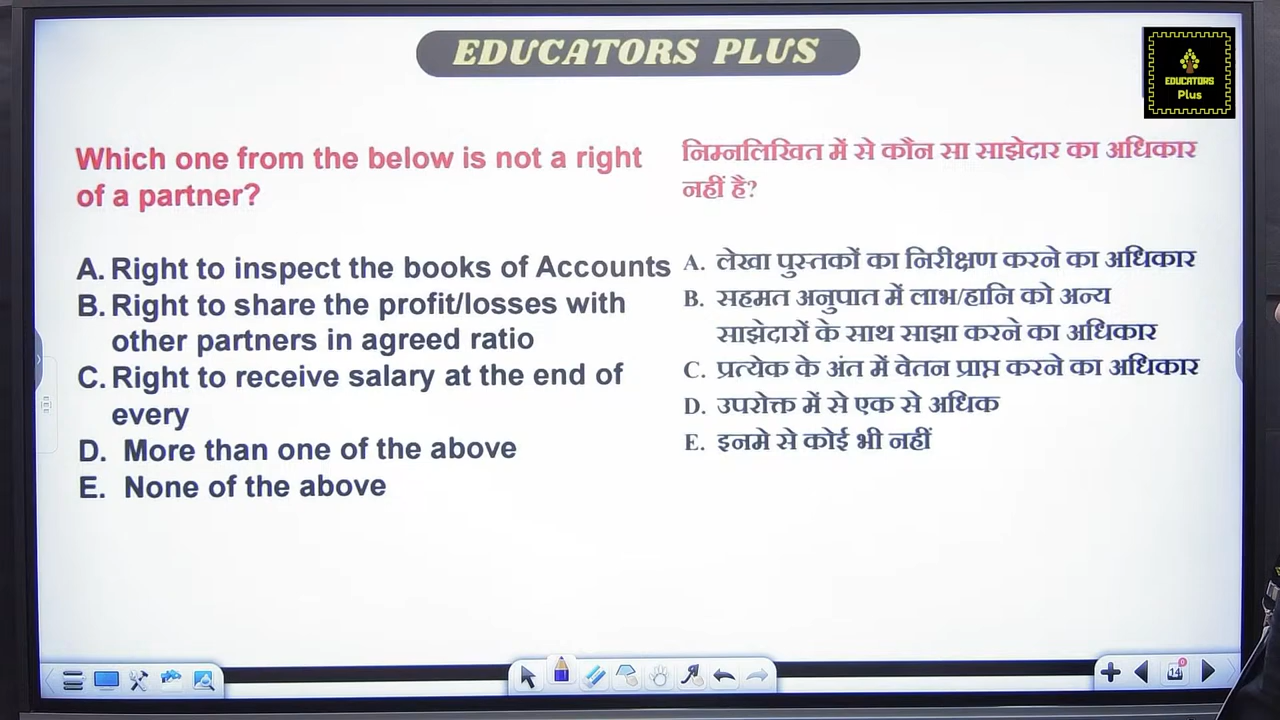 EDUCATORS PLUS
EDUCATORS
Plus
Which one from the below is not a right
of a partner?
A. Right to inspect the books of Accounts
B. Right to share the profit/losses with
other partners in agreed ratio
C. Right to receive salary at the end of
every
D. More than one of the above
E. None of the above
निम्नलिखित में से कौन सा साझेदार का अधिकार
नहीं है?
A. लेखा पुस्तकों का निरीक्षण करने का अधिकार
B. सहमत अनुपात में लाभ/हानि को अन्य
साझेदारों के साथ साझा करने का अधिकार
C. प्रत्येक के अंत में वेतन प्राप्त करने का अधिकार
D. उपरोक्त में से एक से अधिक
E. इनमे से कोई भी नहीं
14
0